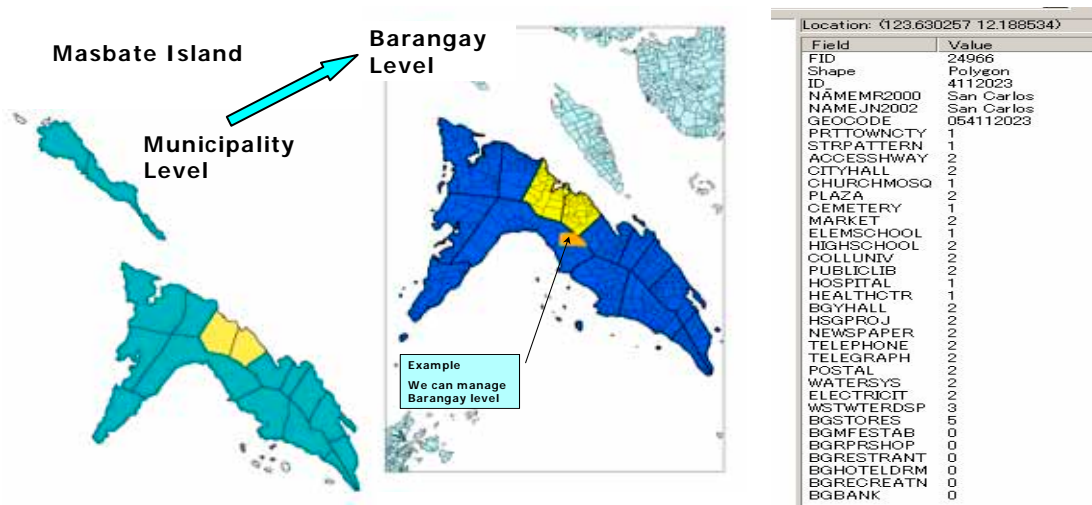 Masbate Island
Municipality
Level
Barangay
Level
Example
We can manage
Barangay level
Location: (123.630257 12.188534)
Field Value
FID 24966
Shape Polygon
ID_ 4112023
NAMEMR2000 San Carlos
NAMEJN2002 San Carlos
GEOCODE 054112023
PRTTOWNCTY 1
STRPATTERN 1
ACCESSHWAY 2
CITYHALL 2
CHURCHMOSQ 1
PLAZA 2
CEMETERY 1
MARKET 2
ELEMSCHOOL 1
HIGHSCHOOL 2
COLLUNIV 2
PUBLICLIB 2
HOSPITAL 1
HEALTHCTR 1
BGYHALL 2
HSGPROJ 2
NEWSPAPER 2
TELEPHONE 2
TELEGRAPH 2
POSTAL 2
WATERSYS 2
ELECTRICIT 2
WSTWTERDSP 3
BGSTORES 5
BGMFESTAB 0
BGRPRSHOP 0
BGRESTRANT 0
BGHOTELDRM 0
BGRECREATN 0
BGBANK 0